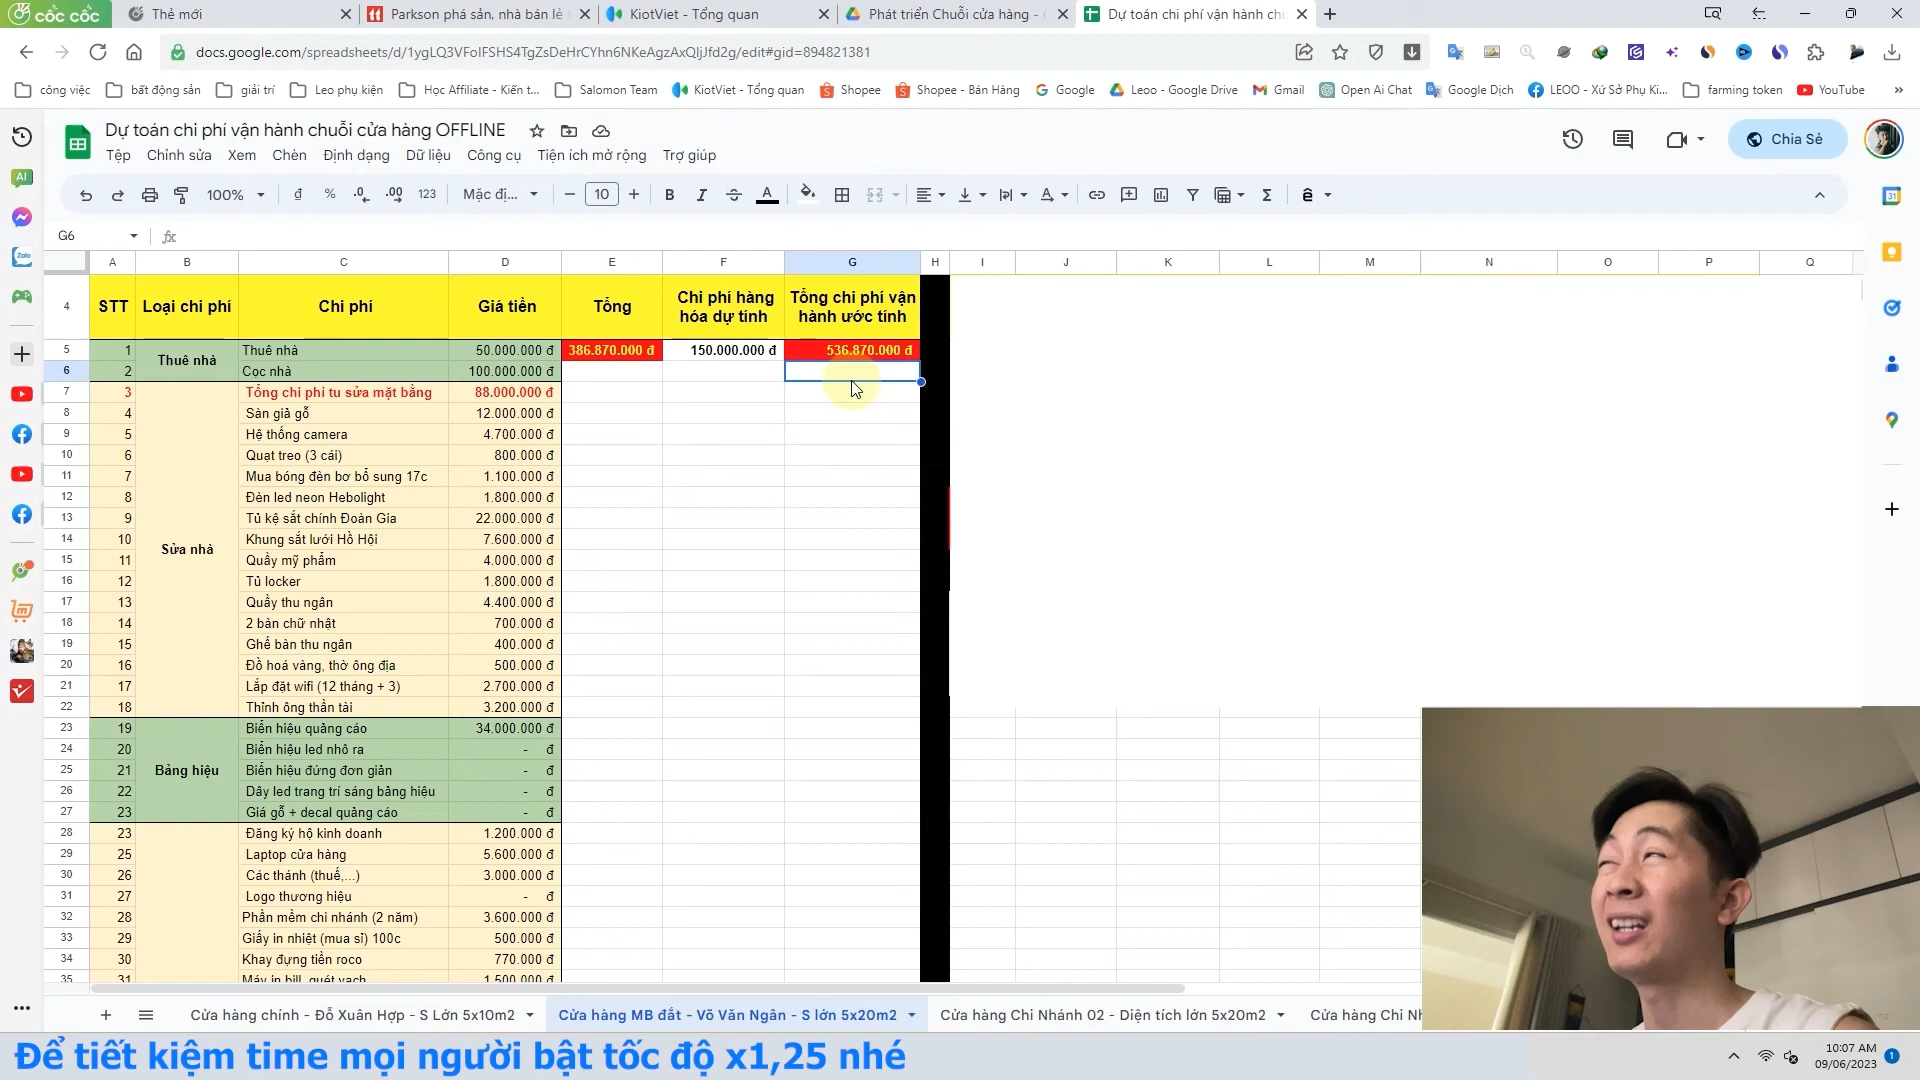 cốc cốc
Thẻ mới
Parkson phá sản, nhà bán lẻ
KiotViet - Tổng quan
Phát triển Chuỗi cửa hàng -
Dự toán chi phí vận hành chu
docs.google.com/spreadsheets/d/1ygLQ3VFoIFSHS4TgZsDeHrCYhn6NKeAgzAxQIjJfd2g/edit#gid=894821381
công việc
bất động sản
giải trí
Leo phụ kiện
Học Affiliate - Kiến t...
Salomon Team
KiotViet - Tổng quan
Shopee
Shopee - Bán Hàng
Google
Leoo - Google Drive
Gmail
Open Ai Chat
Google Dịch
LEOO - Xứ Sở Phụ Ki...
farming token
YouTube
Dự toán chi phí vận hành chuỗi cửa hàng OFFLINE
Tệp Chỉnh sửa Xem Chèn Định dạng Dữ liệu Công cụ Tiện ích mở rộng Trợ giúp
Chia Sẻ
100% đ % .0 .00 123 Mặc đị... 10 B I A Σ ê
G6 fx
A B C D E F G H I J K L M N O P Q
4 STT Loại chi phí Chi phí Giá tiền Tổng Chi phí hàng hóa dự tính Tổng chi phí vận hành ước tính
5 1 Thuê nhà Thuê nhà 50.000.000 đ 386.870.000 đ 150.000.000 đ 536.870.000 đ
6 2 Cọc nhà 100.000.000 đ
7 3 Tổng chi phí tu sửa mặt bằng 88.000.000 đ
8 4 Sàn giả gỗ 12.000.000 đ
9 5 Hệ thống camera 4.700.000 đ
10 6 Quạt treo (3 cái) 800.000 đ
11 7 Mua bóng đèn bơ bổ sung 17c 1.100.000 đ
12 8 Đèn led neon Hebolight 1.800.000 đ
13 9 Tủ kệ sắt chính Đoàn Gia 22.000.000 đ
14 10 Khung sắt lưới Hồ Hội 7.600.000 đ
15 11 Sửa nhà Quầy mỹ phẩm 4.000.000 đ
16 12 Tủ locker 1.800.000 đ
17 13 Quầy thu ngân 4.400.000 đ
18 14 2 bàn chữ nhật 700.000 đ
19 15 Ghế bàn thu ngân 400.000 đ
20 16 Đồ hoá vàng, thờ ông địa 500.000 đ
21 17 Lắp đặt wifi (12 tháng + 3) 2.700.000 đ
22 18 Thỉnh ông thần tài 3.200.000 đ
23 19 Biển hiệu quảng cáo 34.000.000 đ
24 20 Biển hiệu led nhô ra - đ
25 21 Bảng hiệu Biển hiệu đứng đơn giản - đ
26 22 Dây led trang trí sáng bảng hiệu - đ
27 23 Giá gỗ + decal quảng cáo - đ
28 23 Đăng ký hộ kinh doanh 1.200.000 đ
29 25 Laptop cửa hàng 5.600.000 đ
30 26 Các thánh (thuế,...) 3.000.000 đ
31 27 Logo thương hiệu - đ
32 28 Phần mềm chi nhánh (2 năm) 3.600.000 đ
33 29 Giấy in nhiệt (mua sỉ) 100c 500.000 đ
34 30 Khay đựng tiền roco 770.000 đ
35 31 Máy in bill, quét vạch 1.500.000 đ
Cửa hàng chính - Đỗ Xuân Hợp - S Lớn 5x10m2
Cửa hàng MB đắt - Võ Văn Ngân - S lớn 5x20m2
Cửa hàng Chi Nhánh 02 - Diện tích lớn 5x20m2
Cửa hàng Chi Nh
Để tiết kiệm time mọi người bật tốc độ x1,25 nhé
10:07 AM
09/06/2023
1